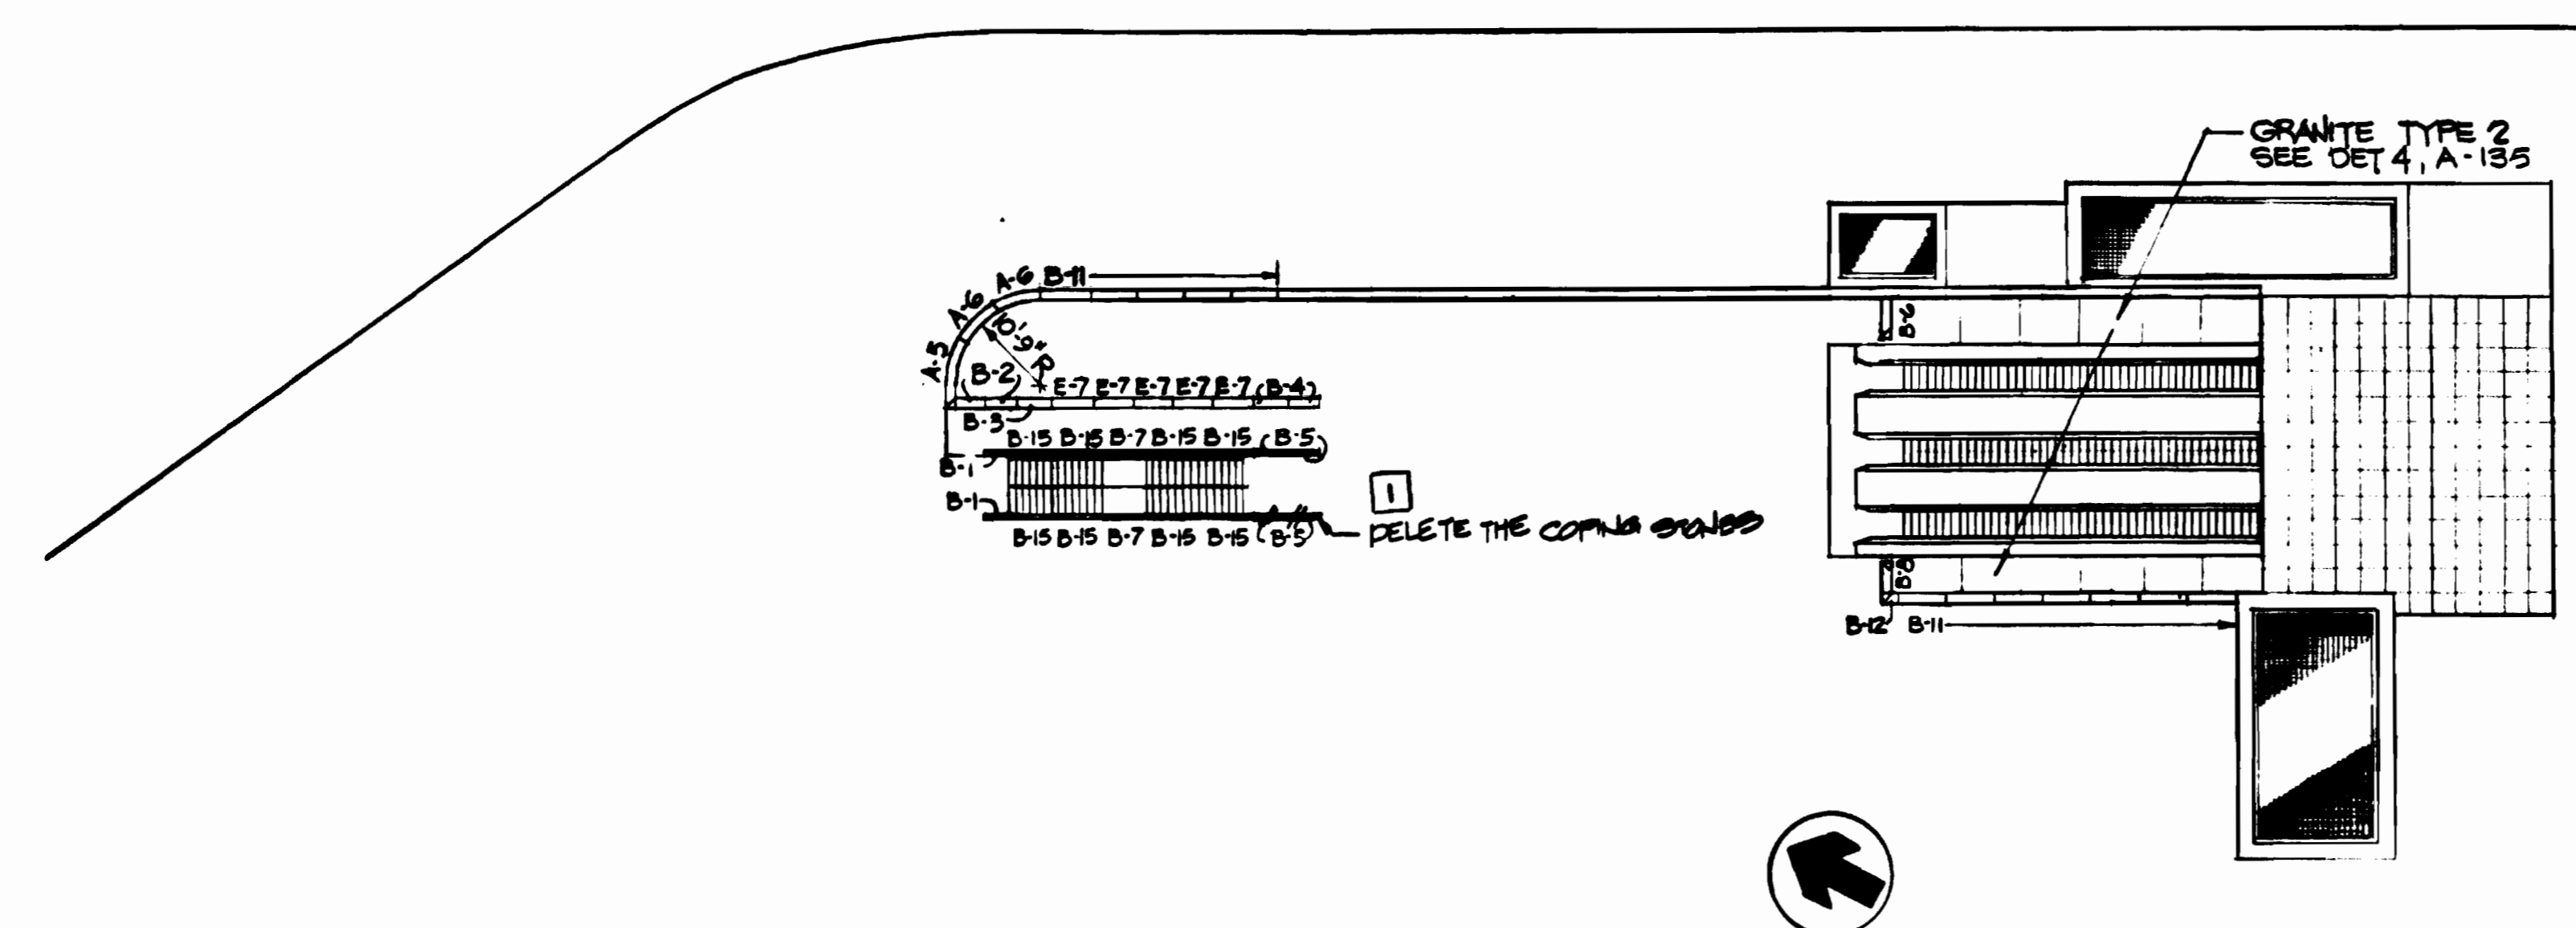 GRANITE TYPE 2
SEE DET 4, A-135
A-6 B-11
A-6
A-5
10'-9" R
B-2
E-7 E-7 E-7 E-7 E-7 (B-4)
B-3
B-15 B-15 B-7 B-15 B-15 (B-5)
B-1
B-1
B-15 B-15 B-7 B-15 B-15 (B-5)
1
DELETE THE COPING STONES
B-6
B-8
B-12 B-11